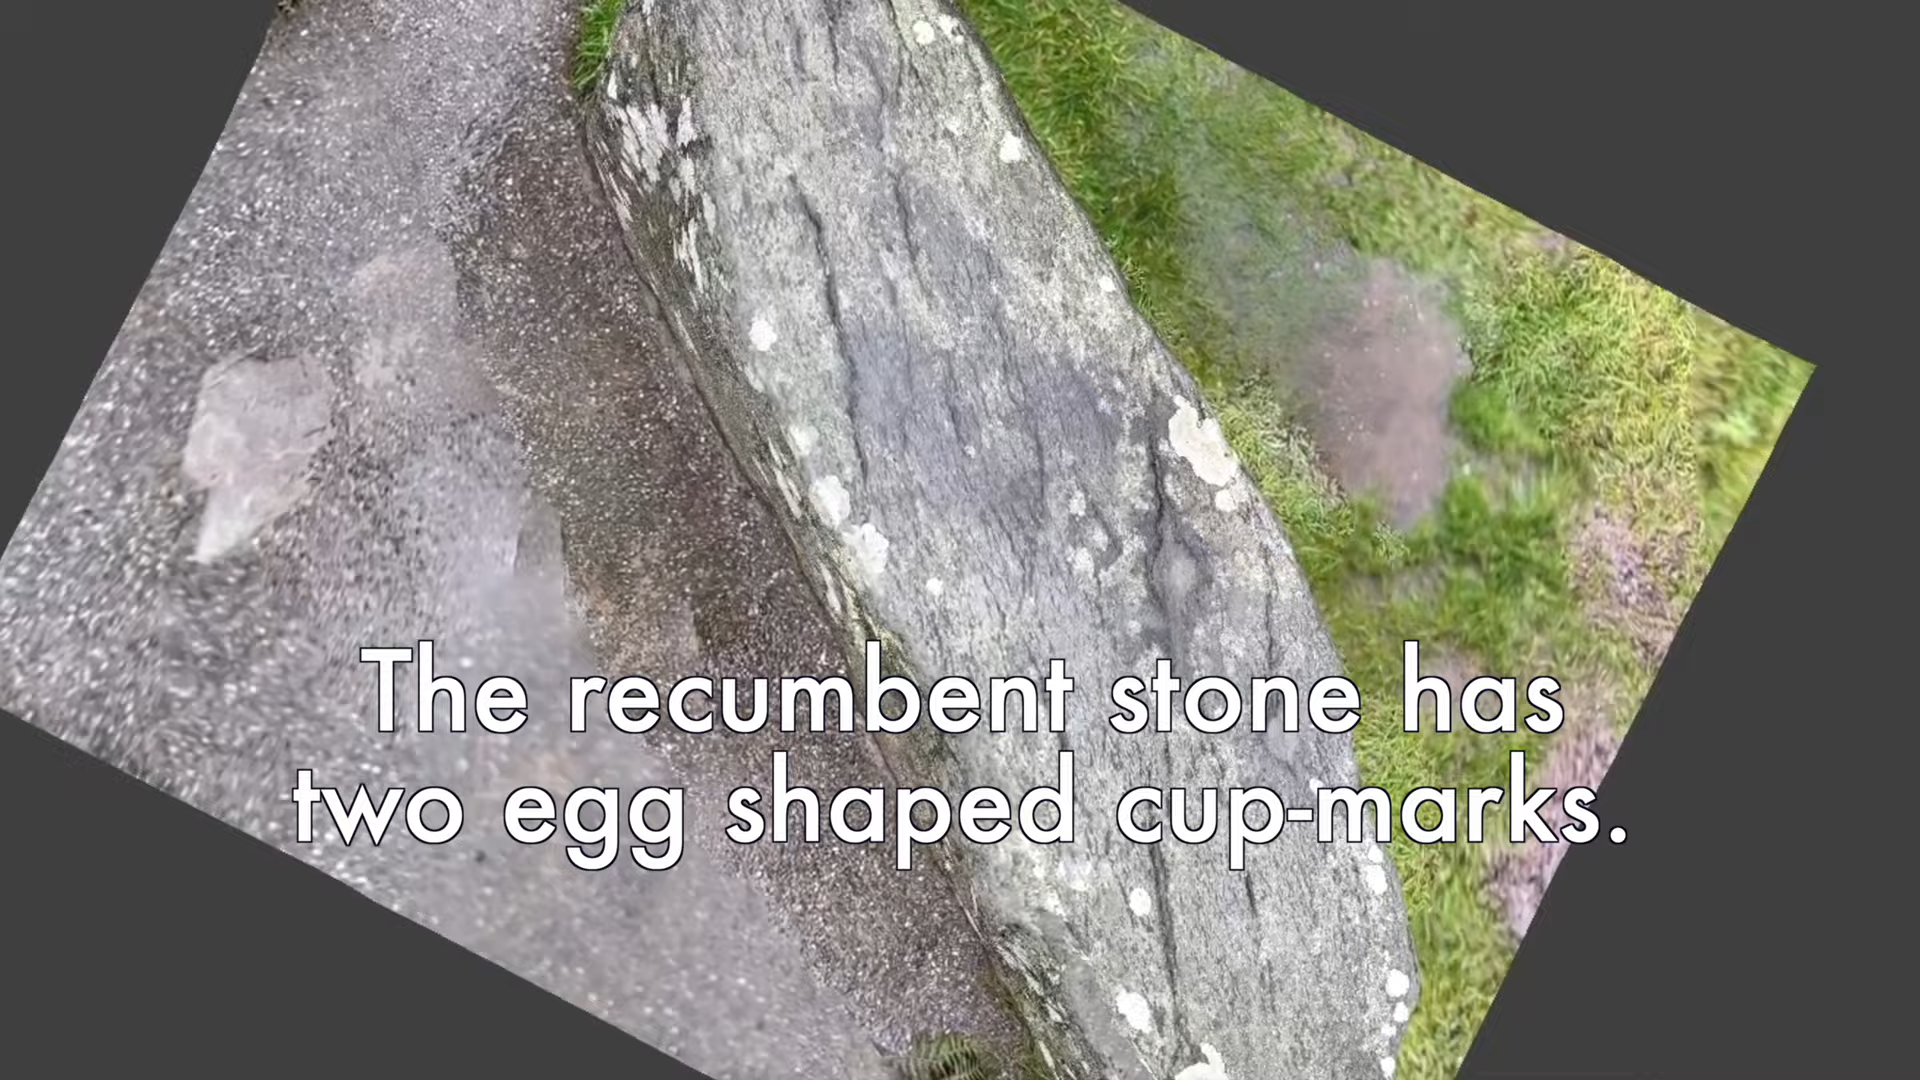 The recumbent stone has
two egg shaped cup-marks.